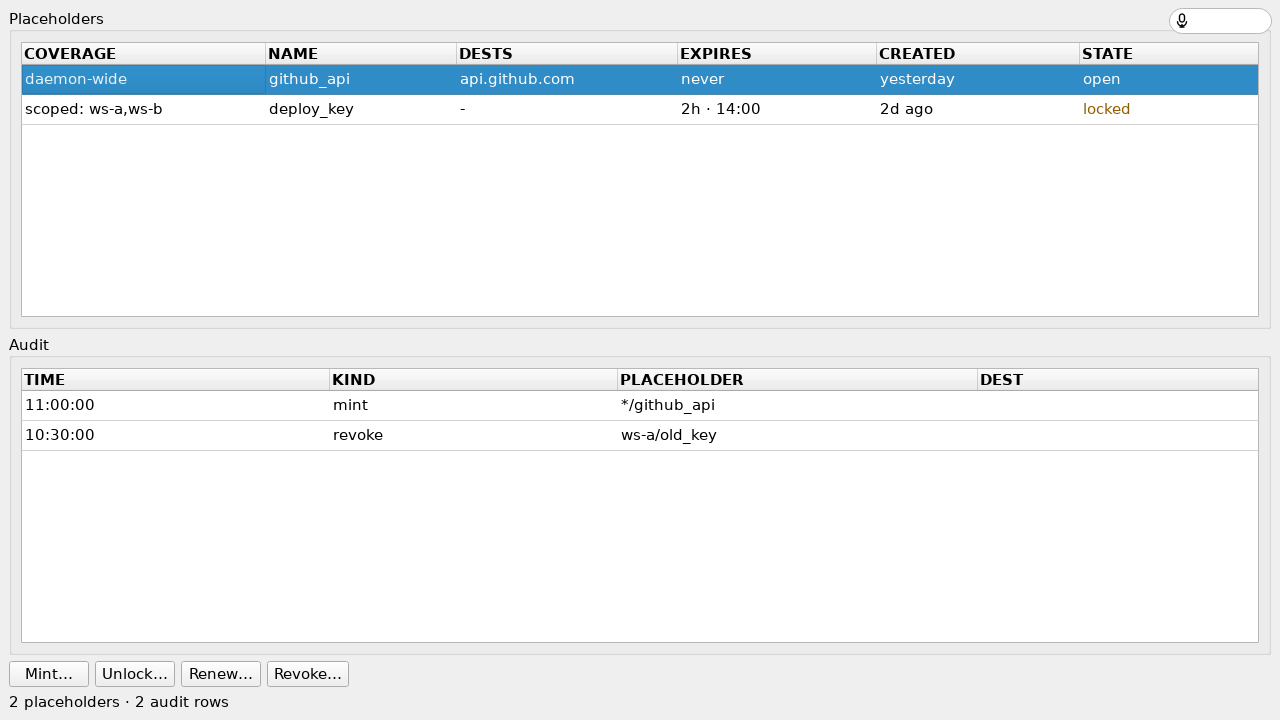 Placeholders
COVERAGE NAME DESTS EXPIRES CREATED STATE
daemon-wide github_api api.github.com never yesterday open
scoped: ws-a,ws-b deploy_key - 2h · 14:00 2d ago locked
Audit
TIME KIND PLACEHOLDER DEST
11:00:00 mint */github_api
10:30:00 revoke ws-a/old_key
Mint... Unlock... Renew... Revoke...
2 placeholders · 2 audit rows